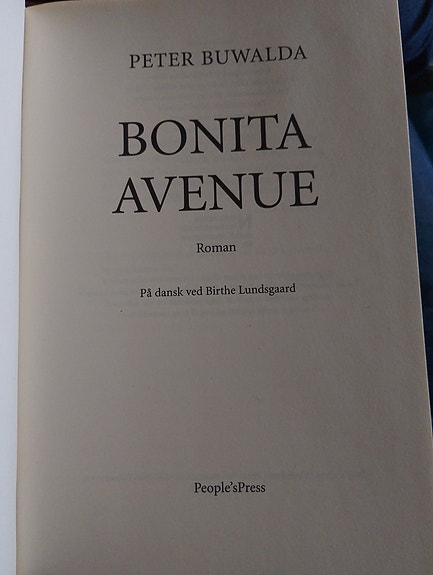 PETER BUWALDA
BONITA
AVENUE
Roman
På dansk ved Birthe Lundsgaard
People'sPress